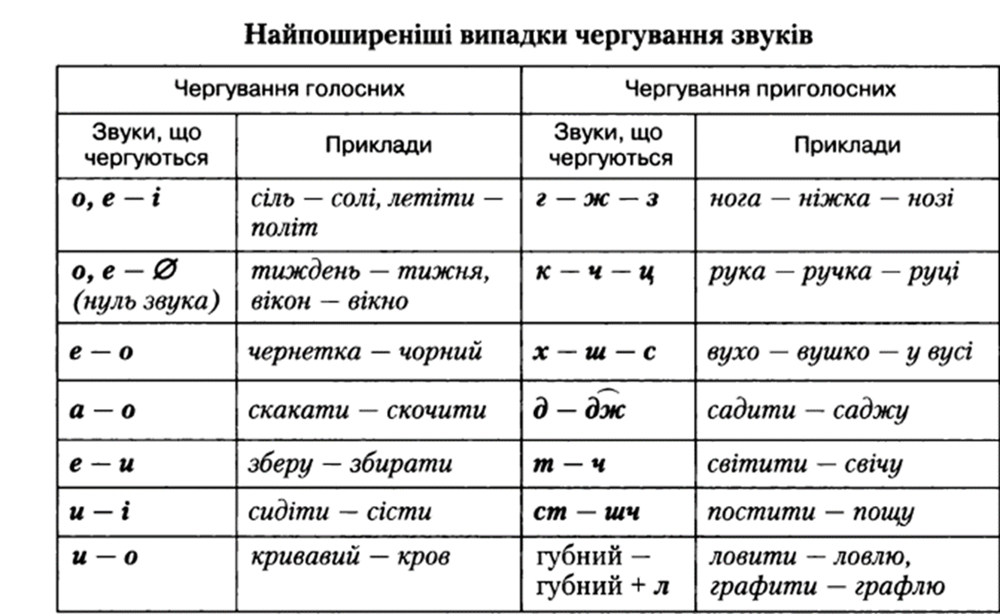 Найпоширеніші випадки чергування звуків
Чергування голосних Чергування приголосних
Звуки, що чергуються Приклади Звуки, що чергуються Приклади
о, е — і сіль — солі, летіти — політ г — ж — з нога — ніжка — нозі
о, е — ∅ (нуль звука) тиждень — тижня, вікон — вікно к — ч — ц рука — ручка — руці
е — о чернетка — чорний х — ш — с вухо — вушко — у вусі
а — о скакати — скочити д — д͡ж садити — саджу
е — и зберу — збирати т — ч світити — свічу
и — і сидіти — сісти ст — шч постити — пощу
и — о кривавий — кров губний — губний + л ловити — ловлю, графити — графлю